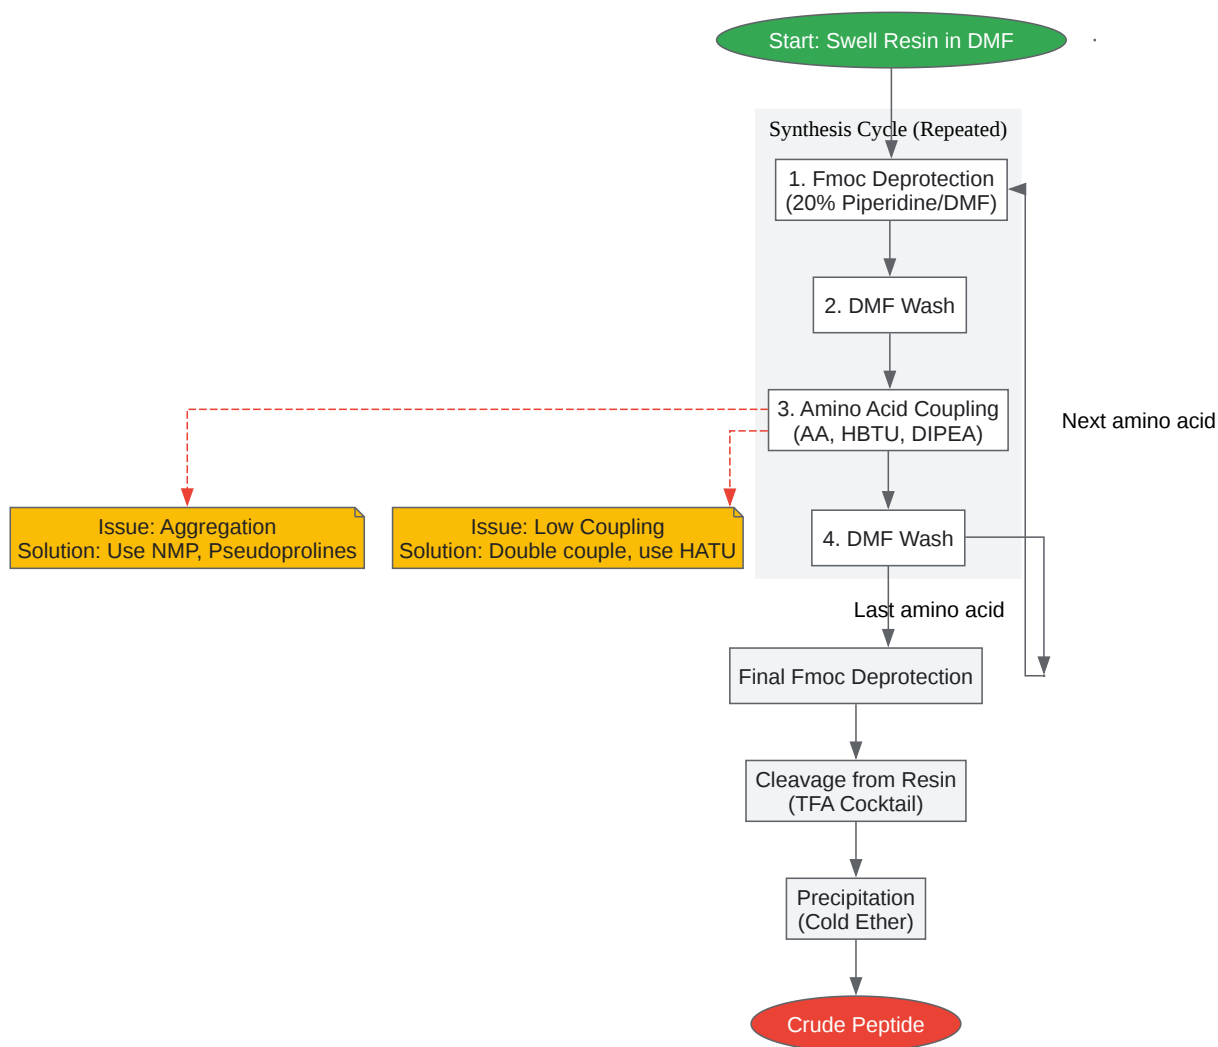 Start: Swell Resin in DMF
Synthesis Cycle (Repeated)
1. Fmoc Deprotection
(20% Piperidine/DMF)
2. DMF Wash
3. Amino Acid Coupling
(AA, HBTU, DIPEA)
Next amino acid
Issue: Aggregation
Solution: Use NMP, Pseudoprolines
Issue: Low Coupling
Solution: Double couple, use HATU
4. DMF Wash
Last amino acid
Final Fmoc Deprotection
Cleavage from Resin
(TFA Cocktail)
Precipitation
(Cold Ether)
Crude Peptide